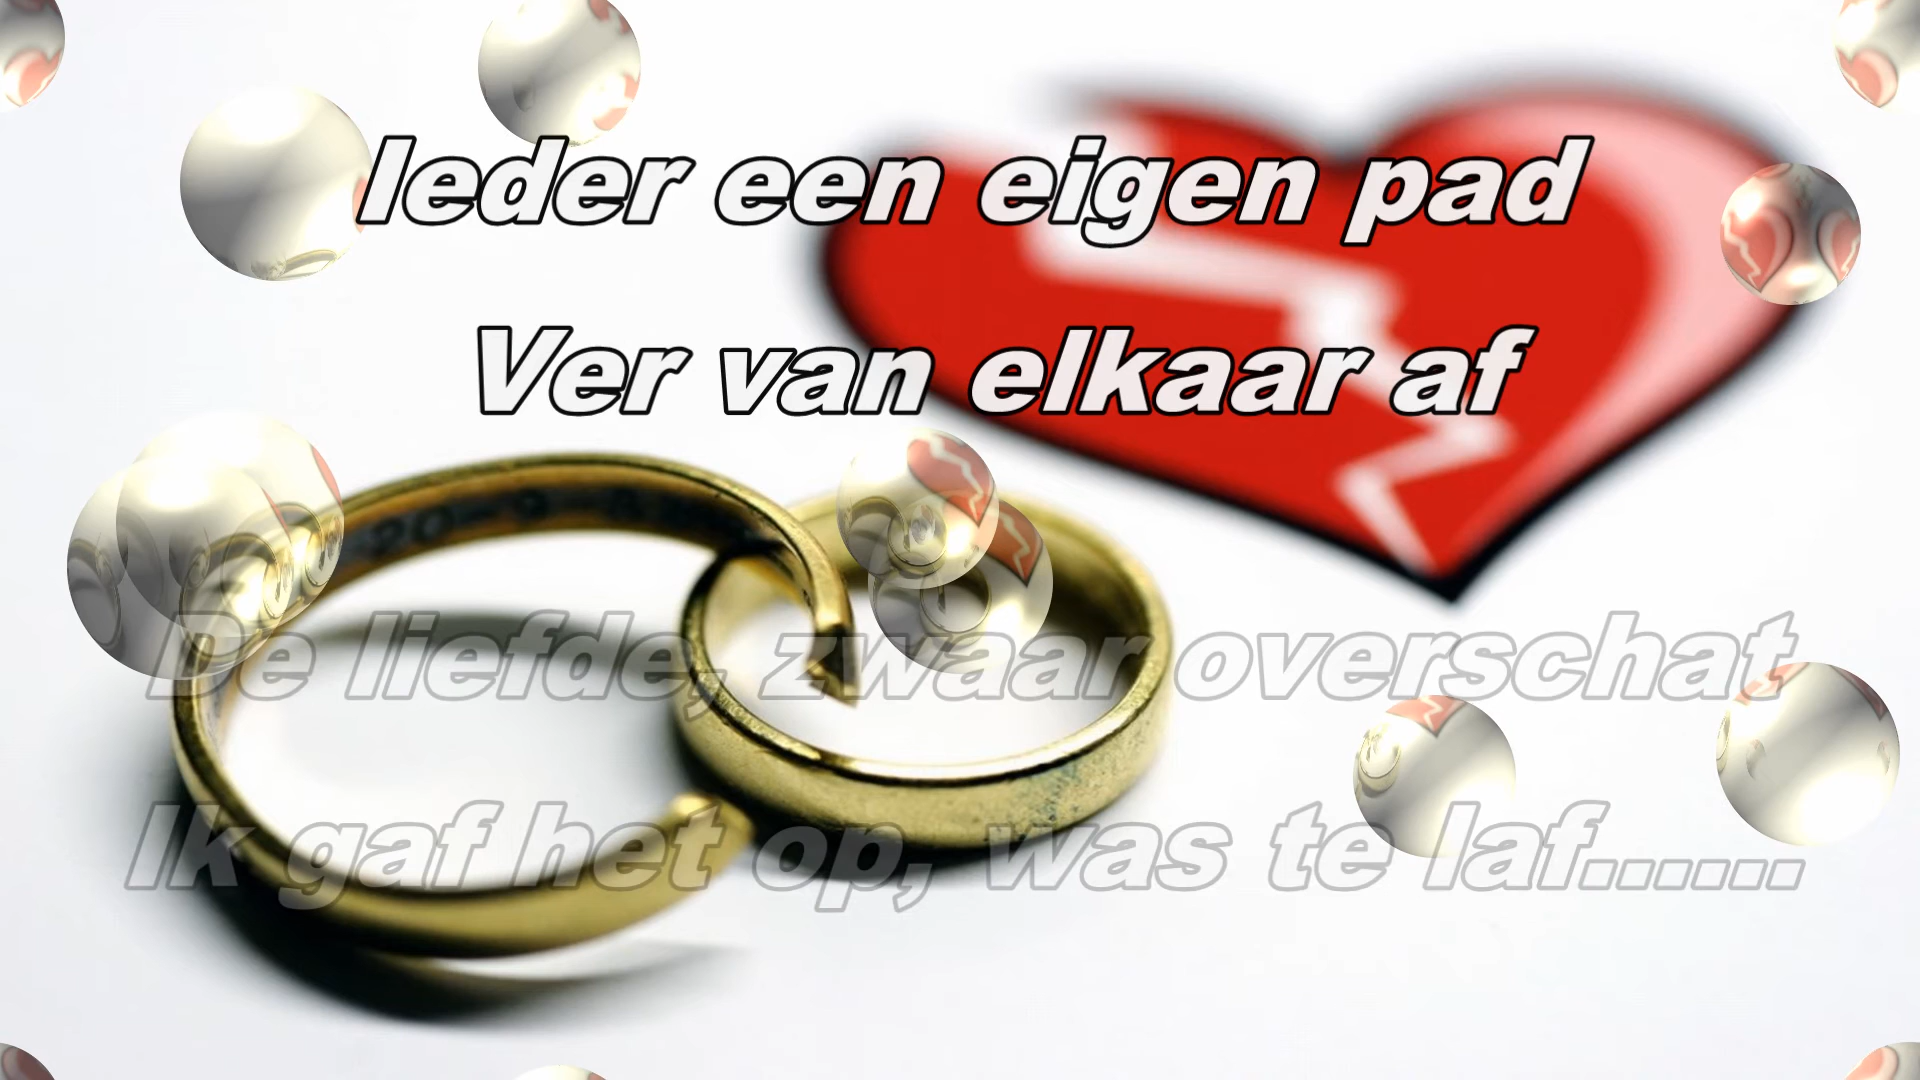 Ieder een eigen pad
Ver van elkaar af
De liefde, zwaar overschat
Ik gaf het op, was te laf......